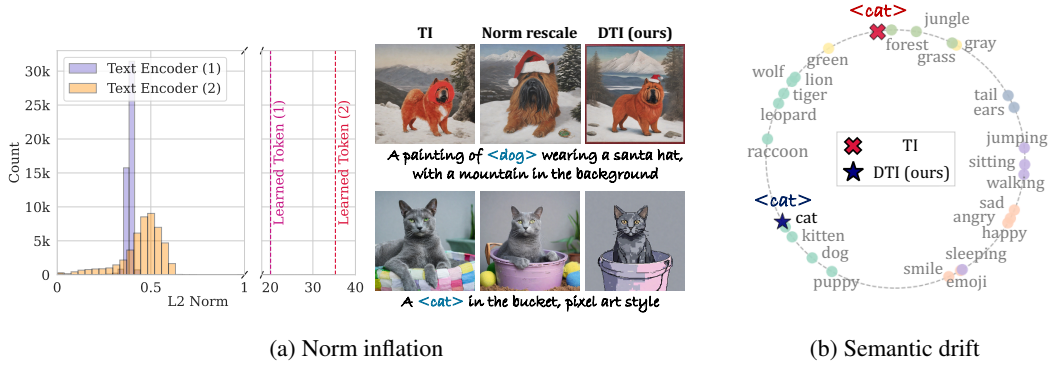 33k
30k
25k
20k
15k
10k
5k
0
Count
Text Encoder (1)
Text Encoder (2)
Learned Token (1)
Learned Token (2)
0 0.5 1 20 30 40
L2 Norm
TI Norm rescale DTI (ours)
A painting of <dog> wearing a santa hat,
with a mountain in the background
A <cat> in the bucket, pixel art style
(a) Norm inflation
<cat>
jungle
forest
gray
grass
green
wolf
lion
tiger
leopard
raccoon
tail
ears
jumping
sitting
walking
sad
angry
happy
TI
DTI (ours)
<cat>
cat
kitten
dog
puppy
sleeping
smile
emoji
(b) Semantic drift